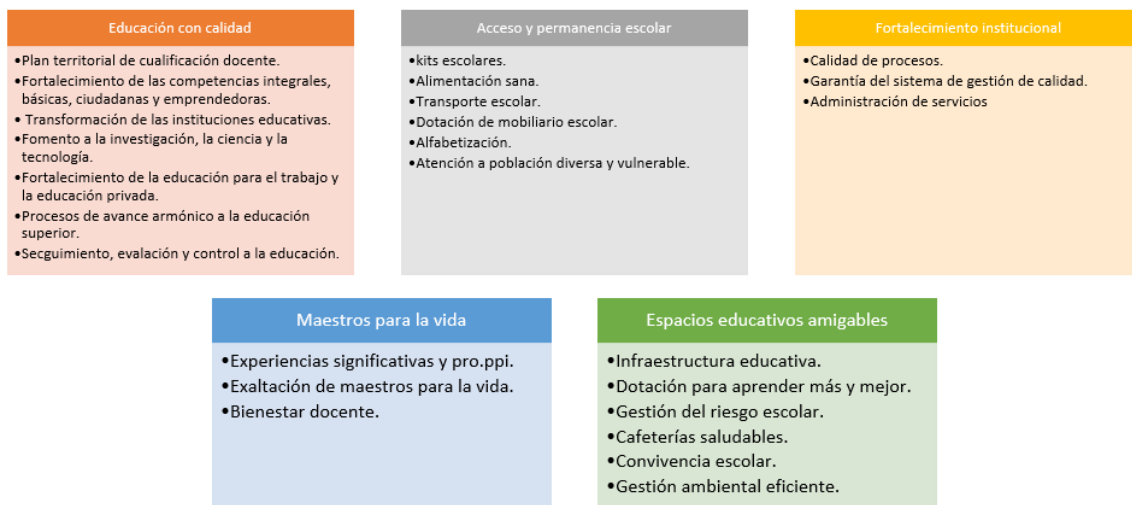 Educación con calidad
•Plan territorial de cualificación docente.
•Fortalecimiento de las competencias integrales,
básicas, ciudadanas y emprendedoras.
• Transformación de las instituciones educativas.
•Fomento a la investigación, la ciencia y la
tecnología.
•Fortalecimiento de la educación para el trabajo y
la educación privada.
•Procesos de avance armónico a la educación
superior.
•Secguimiento, evalación y control a la educación.
Acceso y permanencia escolar
•kits escolares.
•Alimentación sana.
•Transporte escolar.
•Dotación de mobiliario escolar.
•Alfabetización.
•Atención a población diversa y vulnerable.
Fortalecimiento institucional
•Calidad de procesos.
•Garantía del sistema de gestión de calidad.
•Administración de servicios
Maestros para la vida
•Experiencias significativas y pro.ppi.
•Exaltación de maestros para la vida.
•Bienestar docente.
Espacios educativos amigables
•Infraestructura educativa.
•Dotación para aprender más y mejor.
•Gestión del riesgo escolar.
•Cafeterías saludables.
•Convivencia escolar.
•Gestión ambiental eficiente.